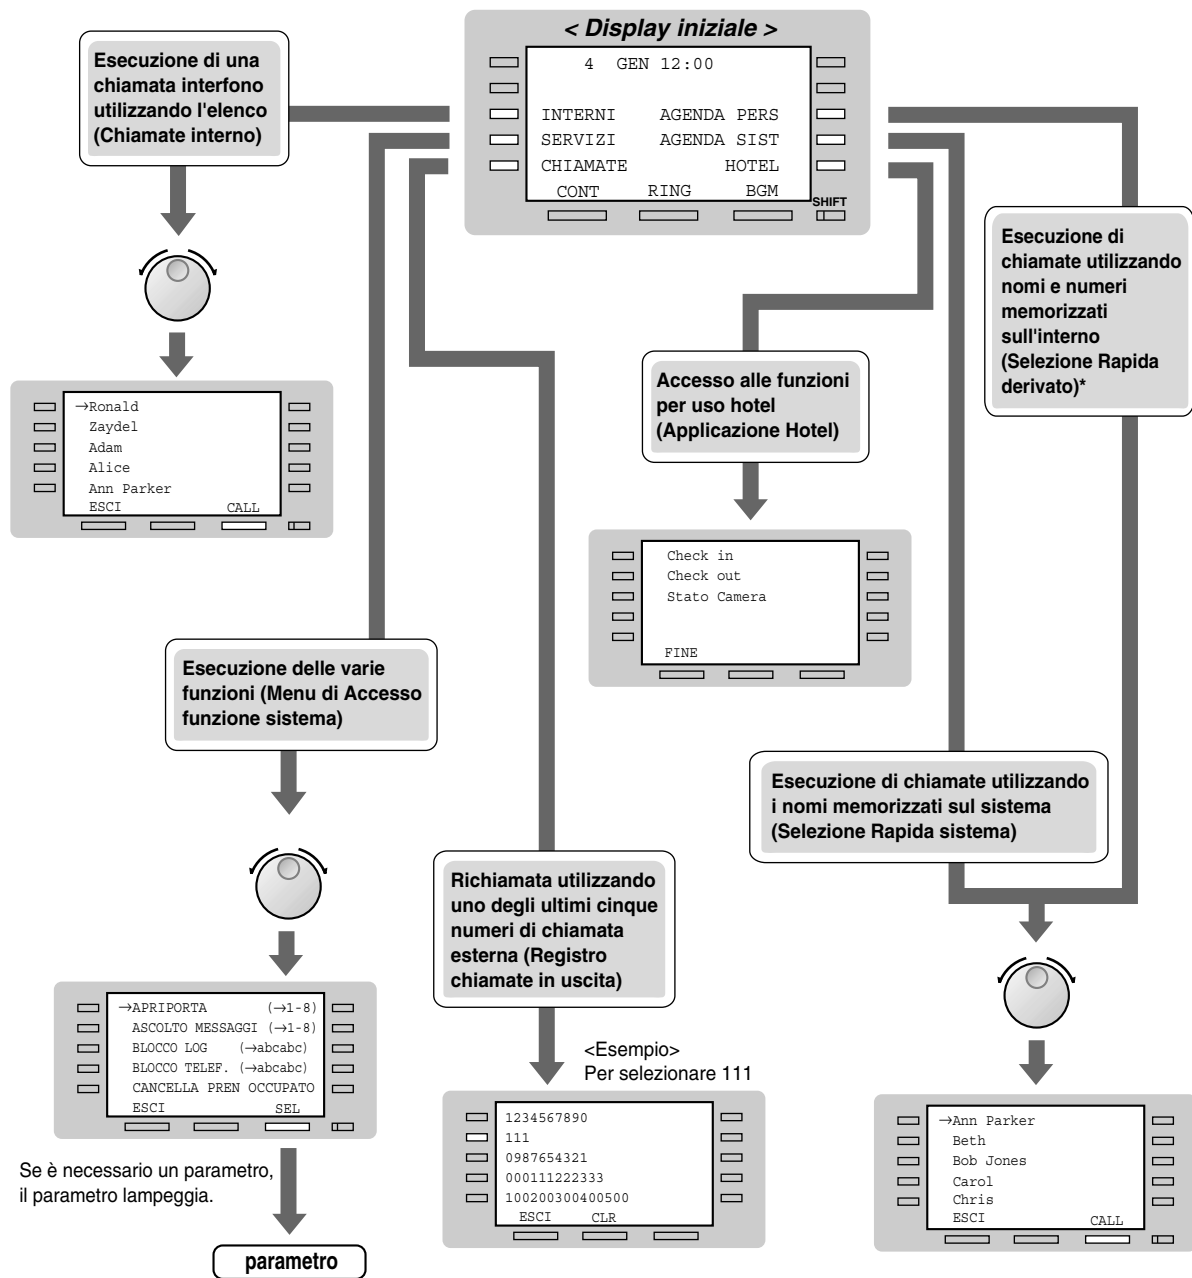 < Display iniziale >
4 GEN 12:00
INTERNI AGENDA PERS
SERVIZI AGENDA SIST
CHIAMATE HOTEL
CONT RING BGM
SHIFT
Esecuzione di una
chiamata interfono
utilizzando l'elenco
(Chiamate interno)
→Ronald
Zaydel
Adam
Alice
Ann Parker
ESCI CALL
Esecuzione delle varie
funzioni (Menu di Accesso
funzione sistema)
→APRIPORTA (→1-8)
ASCOLTO MESSAGGI (→1-8)
BLOCCO LOG (→abcabc)
BLOCCO TELEF. (→abcabc)
CANCELLA PREN OCCUPATO
ESCI SEL
Se è necessario un parametro,
il parametro lampeggia.
parametro
Richiamata utilizzando
uno degli ultimi cinque
numeri di chiamata
esterna (Registro
chiamate in uscita)
<Esempio>
Per selezionare 111
1234567890
111
0987654321
000111222333
100200300400500
ESCI CLR
Accesso alle funzioni
per uso hotel
(Applicazione Hotel)
Check in
Check out
Stato Camera
FINE
Esecuzione di chiamate utilizzando
i nomi memorizzati sul sistema
(Selezione Rapida sistema)
Esecuzione di
chiamate utilizzando
nomi e numeri
memorizzati
sull'interno
(Selezione Rapida
derivato)*
→Ann Parker
Beth
Bob Jones
Carol
Chris
ESCI CALL